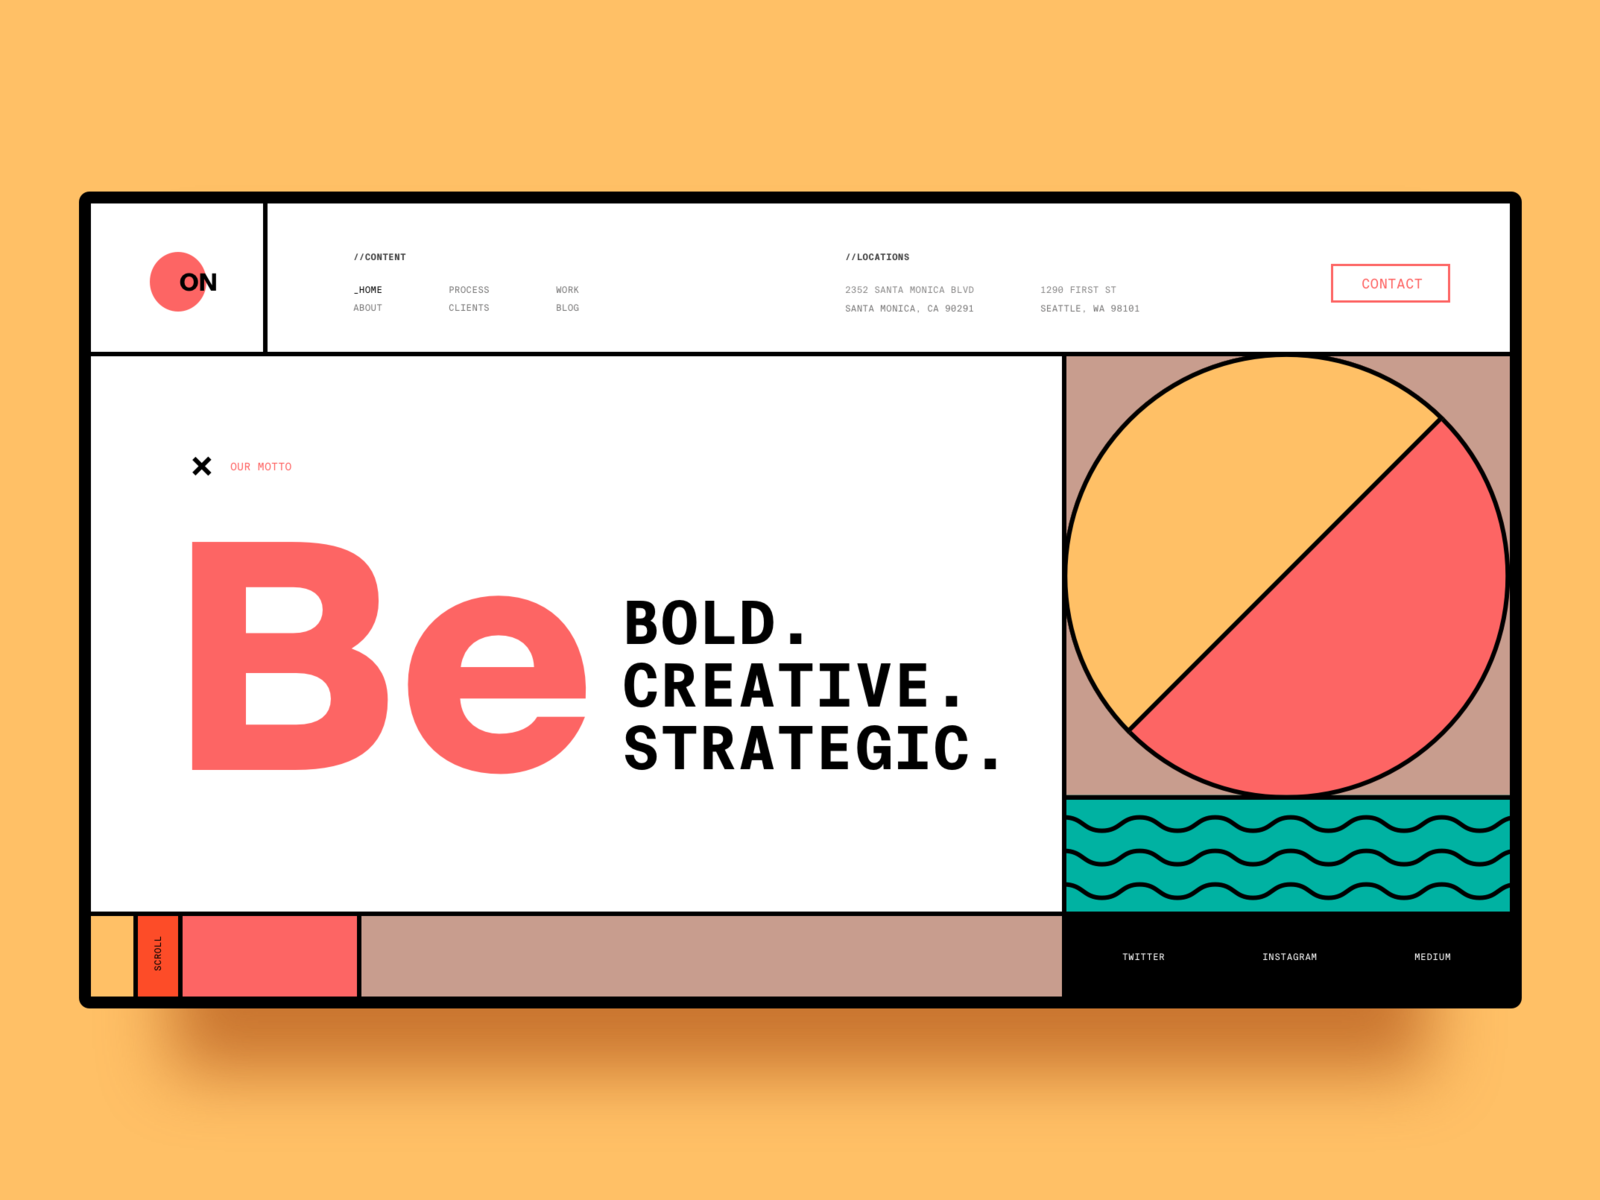 ON
//CONTENT
_HOME PROCESS WORK
ABOUT CLIENTS BLOG
//LOCATIONS
2352 SANTA MONICA BLVD
SANTA MONICA, CA 90291
1290 FIRST ST
SEATTLE, WA 98101
CONTACT
OUR MOTTO
Be
BOLD.
CREATIVE.
STRATEGIC.
SCROLL
TWITTER INSTAGRAM MEDIUM